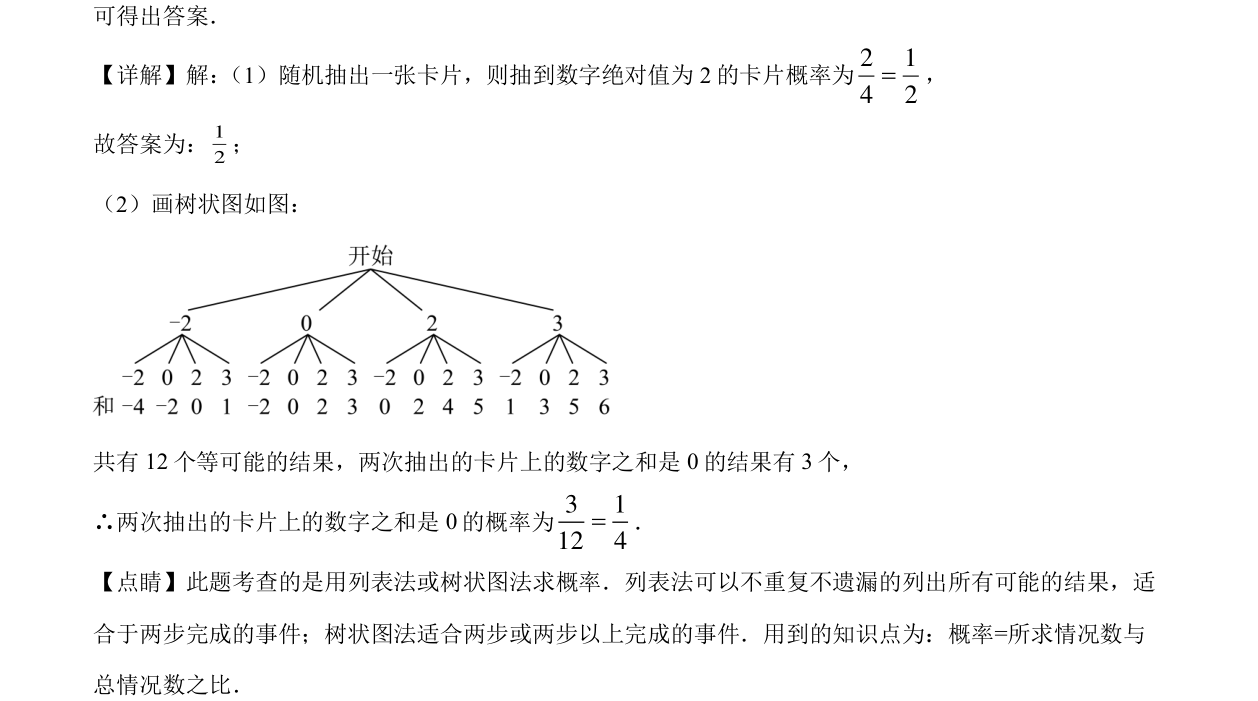 可得出答案．
【详解】解：（1）随机抽出一张卡片，则抽到数字绝对值为 2 的卡片概率为 2/4 = 1/2，
故答案为：1/2；
（2）画树状图如图：
开始
−2 0 2 3
−2 0 2 3 −2 0 2 3 −2 0 2 3 −2 0 2 3
和 −4 −2 0 1 −2 0 2 3 0 2 4 5 1 3 5 6
共有 12 个等可能的结果，两次抽出的卡片上的数字之和是 0 的结果有 3 个，
∴两次抽出的卡片上的数字之和是 0 的概率为 3/12 = 1/4．
【点睛】此题考查的是用列表法或树状图法求概率．列表法可以不重复不遗漏的列出所有可能的结果，适
合于两步完成的事件；树状图法适合两步或两步以上完成的事件．用到的知识点为：概率=所求情况数与
总情况数之比．